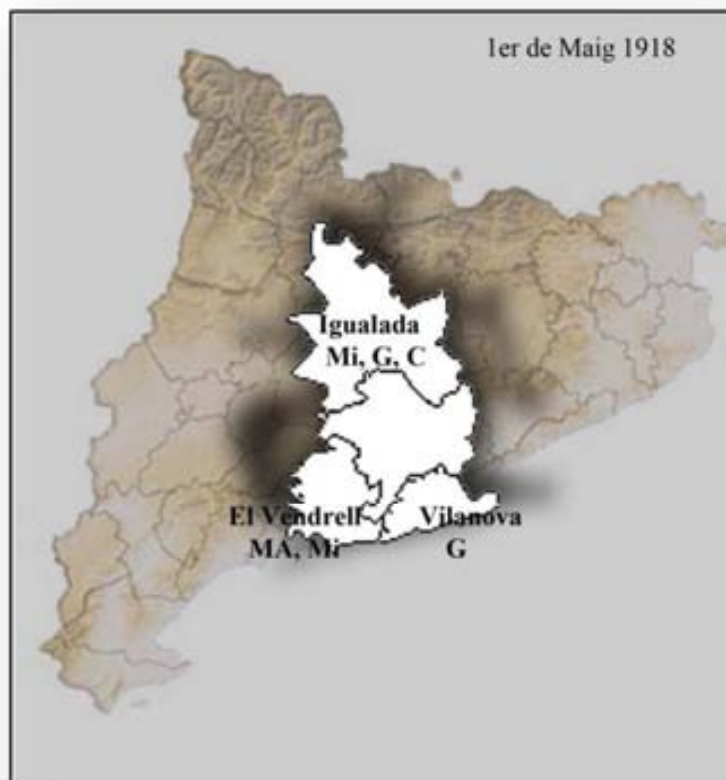 1er de Maig 1918
Igualada
Mi, G, C
El Vendrell
MA, Mi
Vilanova
G